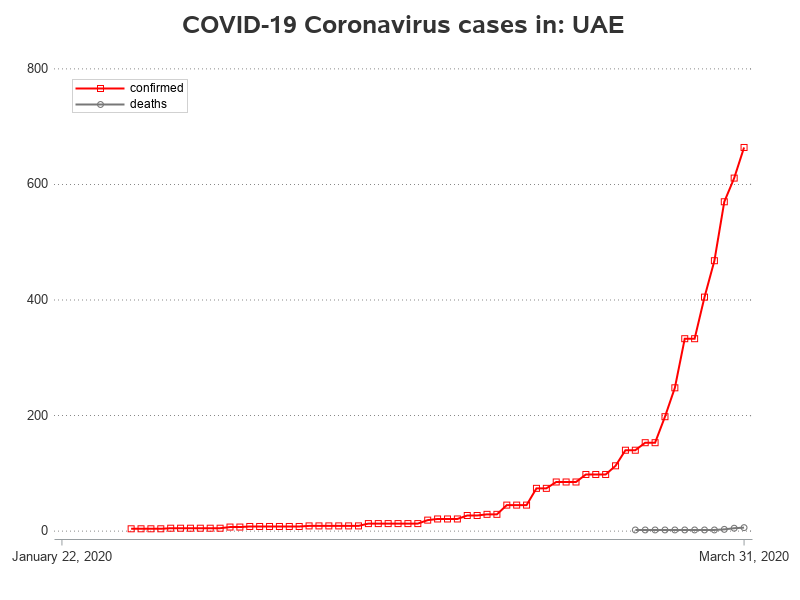 COVID-19 Coronavirus cases in: UAE
800
confirmed
deaths
600
400
200
0
January 22, 2020
March 31, 2020